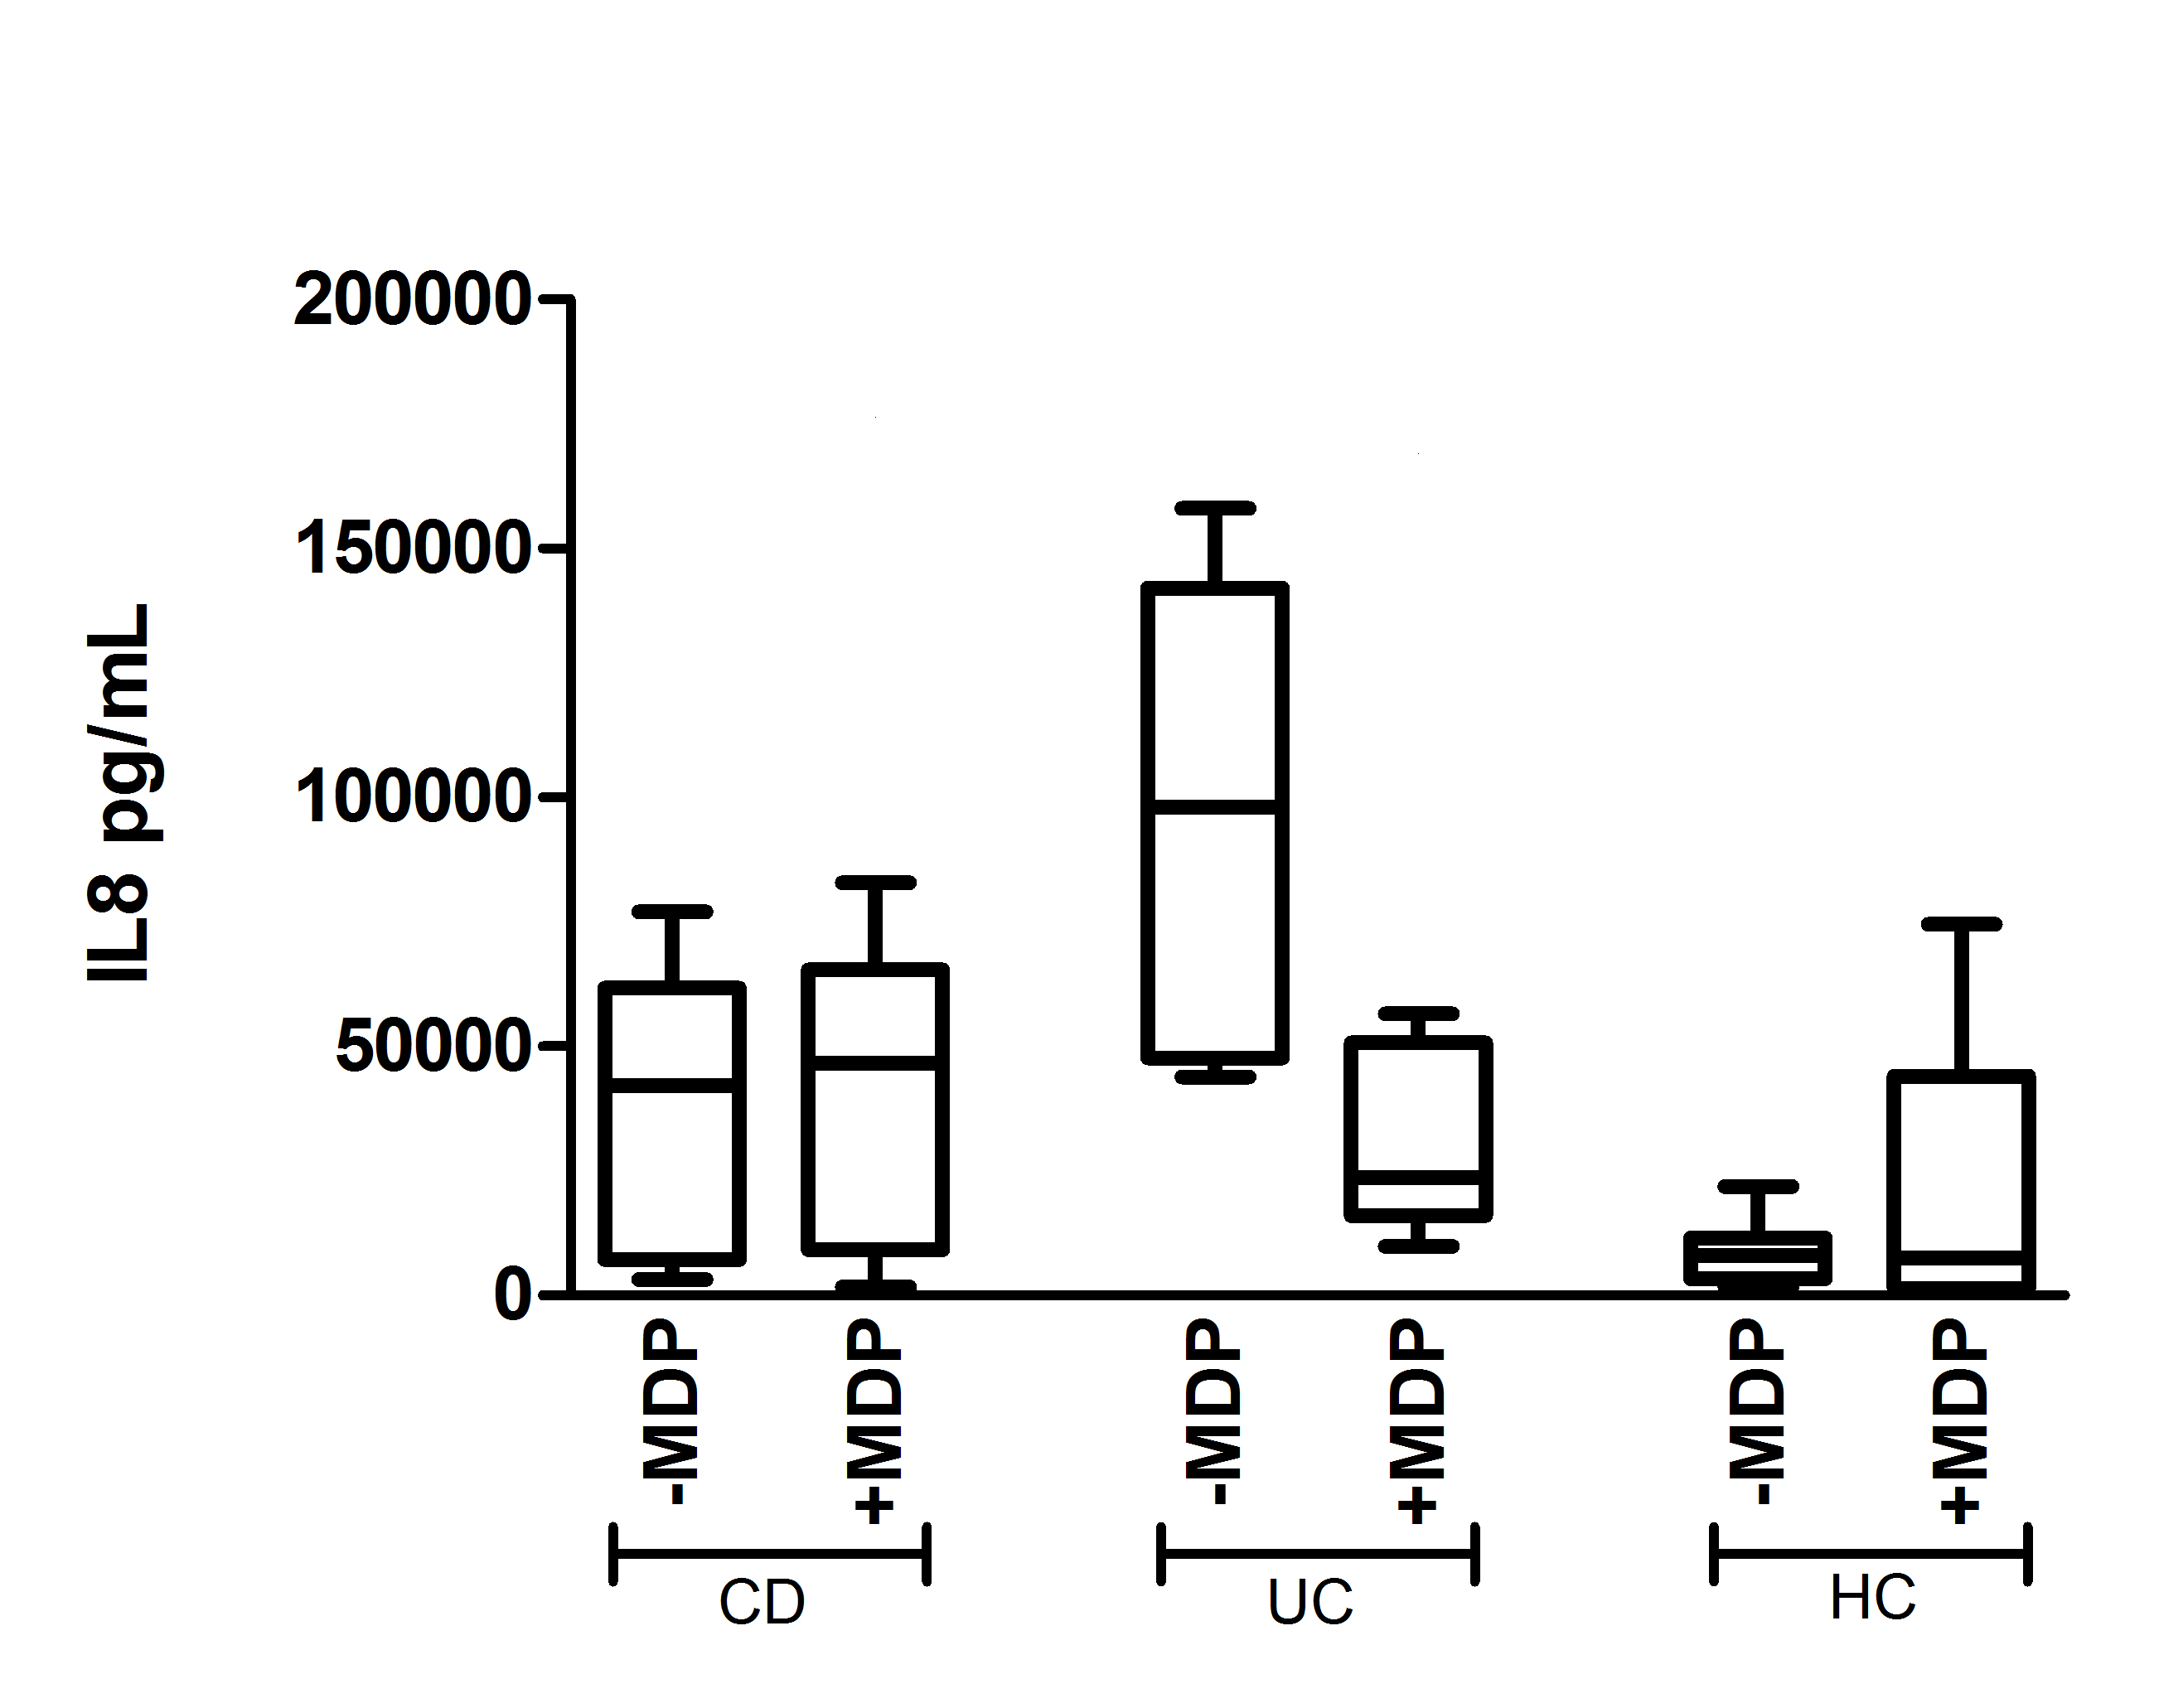 200000
150000
100000
50000
0
IL8 pg/mL
-MDP
+MDP
-MDP
+MDP
-MDP
+MDP
CD
UC
HC